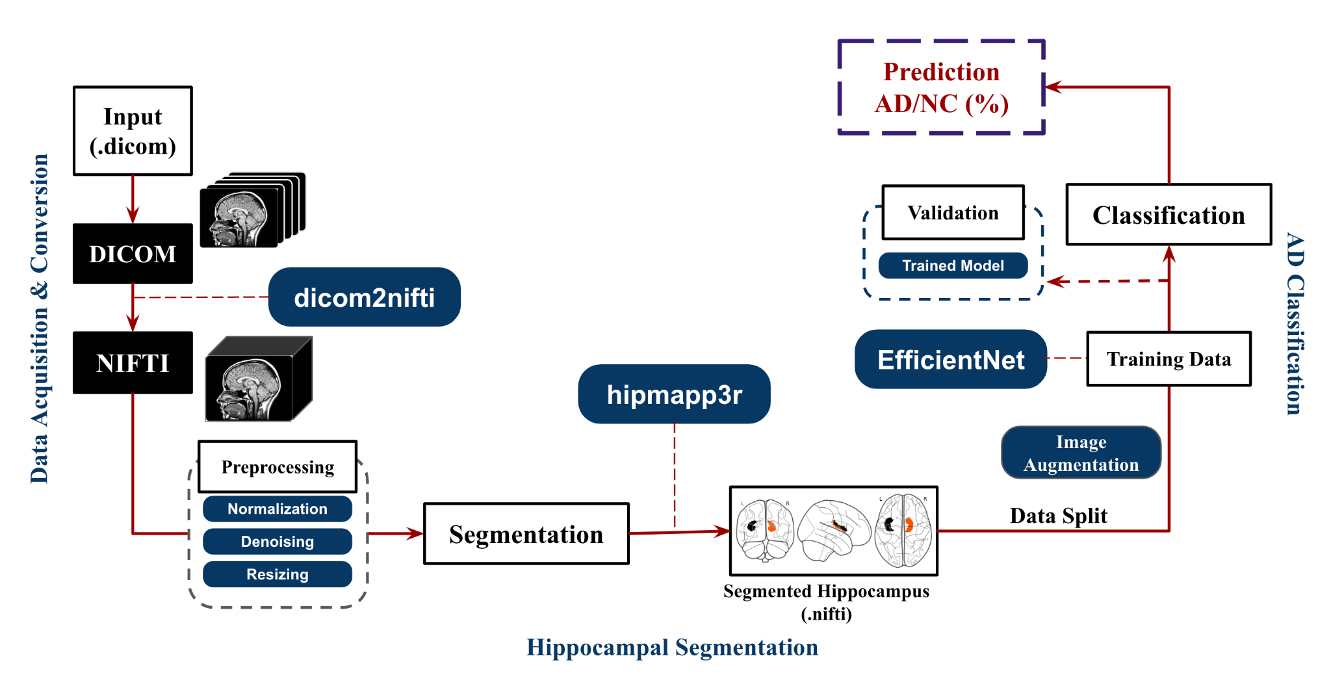 Data Acquisition & Conversion
Input
(.dicom)
DICOM
dicom2nifti
NIFTI
Preprocessing
Normalization
Denoising
Resizing
Segmentation
hipmapp3r
L R
L R
Segmented Hippocampus
(.nifti)
Hippocampal Segmentation
Data Split
Image
Augmentation
Training Data
EfficientNet
Validation
Trained Model
Classification
Prediction
AD/NC (%)
AD Classification